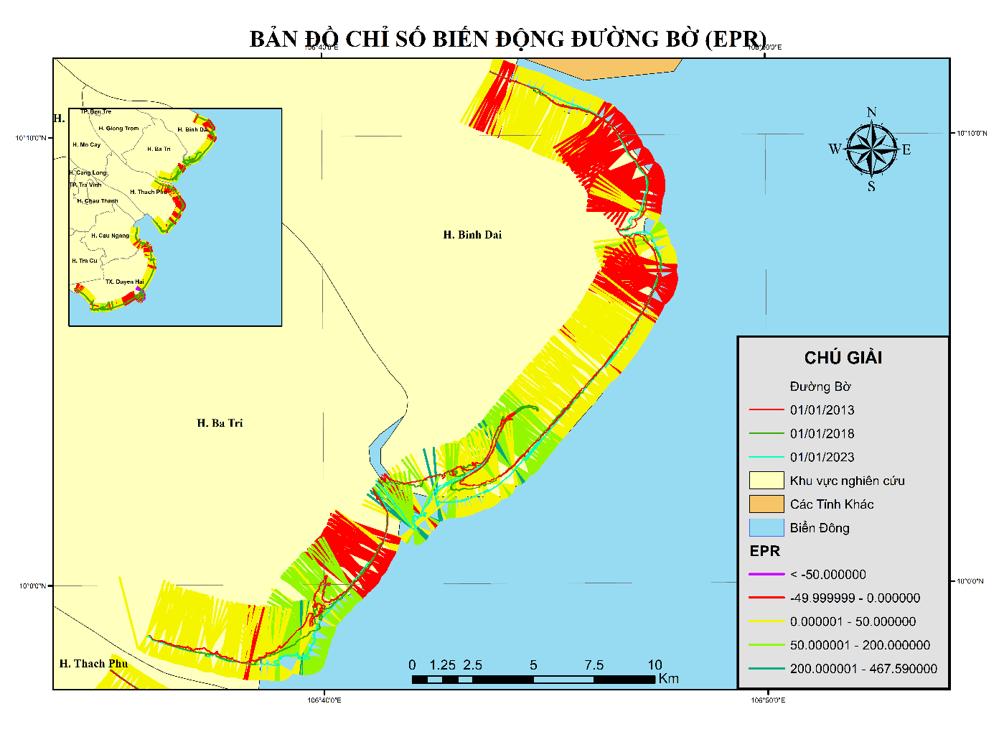 BẢN ĐỒ CHỈ SỐ BIẾN ĐỘNG ĐƯỜNG BỜ (EPR)
106°40'0"E
10°10'0"N
10°10'0"N
H.
TP. Ben Tre
H. Giong Trom
H. Binh Dai
H. Mo Cay
H. Ba Tri
H. Cang Long
TP. Tra Vinh
H. Thach Phu
H. Chau Thanh
H. Cau Ngang
H. Tra Cu
TX. Duyen Hai
N
W
E
S
H. Binh Dai
H. Ba Tri
H. Thach Phu
CHÚ GIẢI
Đường Bờ
01/01/2013
01/01/2018
01/01/2023
Khu vực nghiên cứu
Các Tỉnh Khác
Biển Đông
EPR
< -50.000000
-49.999999 - 0.000000
0.000001 - 50.000000
50.000001 - 200.000000
200.000001 - 467.590000
10°0'0"N
10°0'0"N
0 1.25 2.5 5 7.5 10
Km
106°40'0"E
106°50'0"E